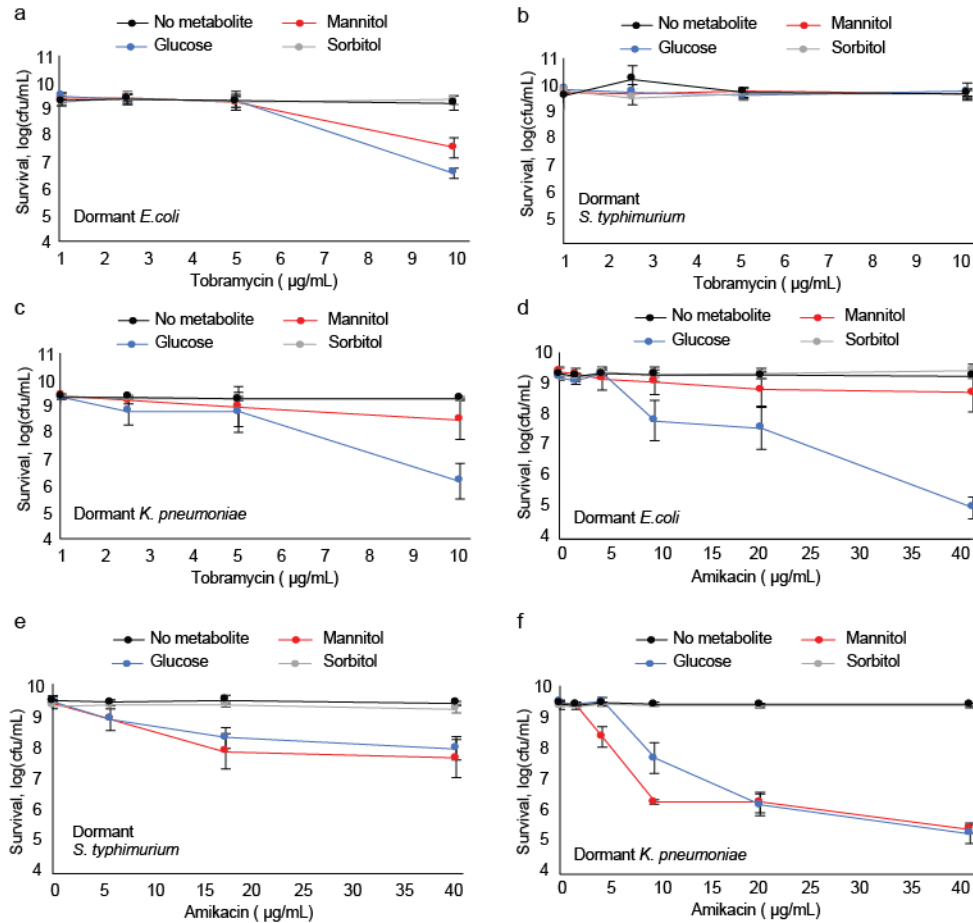 a
No metabolite
Mannitol
Glucose
Sorbitol
Survival, log(cfu/mL)
11
10
9
8
7
6
5
4
Dormant E.coli
1 2 3 5 5 6 7 8 10
Tobramycin ( µg/mL)
b
No metabolite
Mannitol
Glucose
Sorbitol
Survival, log(cfu/mL)
11
10
9
8
7
6
5
Dormant
S. typhimurium
1 2 3 5 5 6 7 8 10
Tobramycin ( µg/mL)
c
No metabolite
Mannitol
Glucose
Sorbitol
Survival, log(cfu/mL)
11
10
9
8
7
6
5
4
Dormant K. pneumoniae
1 2 3 5 5 6 7 8 10
Tobramycin ( µg/mL)
d
No metabolite
Mannitol
Glucose
Sorbitol
Survival, log(cfu/mL)
10
9
8
7
6
5
4
Dormant E.coli
0 5 10 15 20 25 30 35 40
Amikacin ( µg/mL)
e
No metabolite
Mannitol
Glucose
Sorbitol
Survival, log(cfu/mL)
10
9
8
7
6
5
4
Dormant
S. typhimurium
0 5 10 15 20 25 30 35 40
Amikacin ( µg/mL)
f
No metabolite
Mannitol
Glucose
Sorbitol
Survival, log(cfu/mL)
10
9
8
7
6
5
4
Dormant K. pneumoniae
0 5 10 15 20 25 30 35 40
Amikacin ( µg/mL)